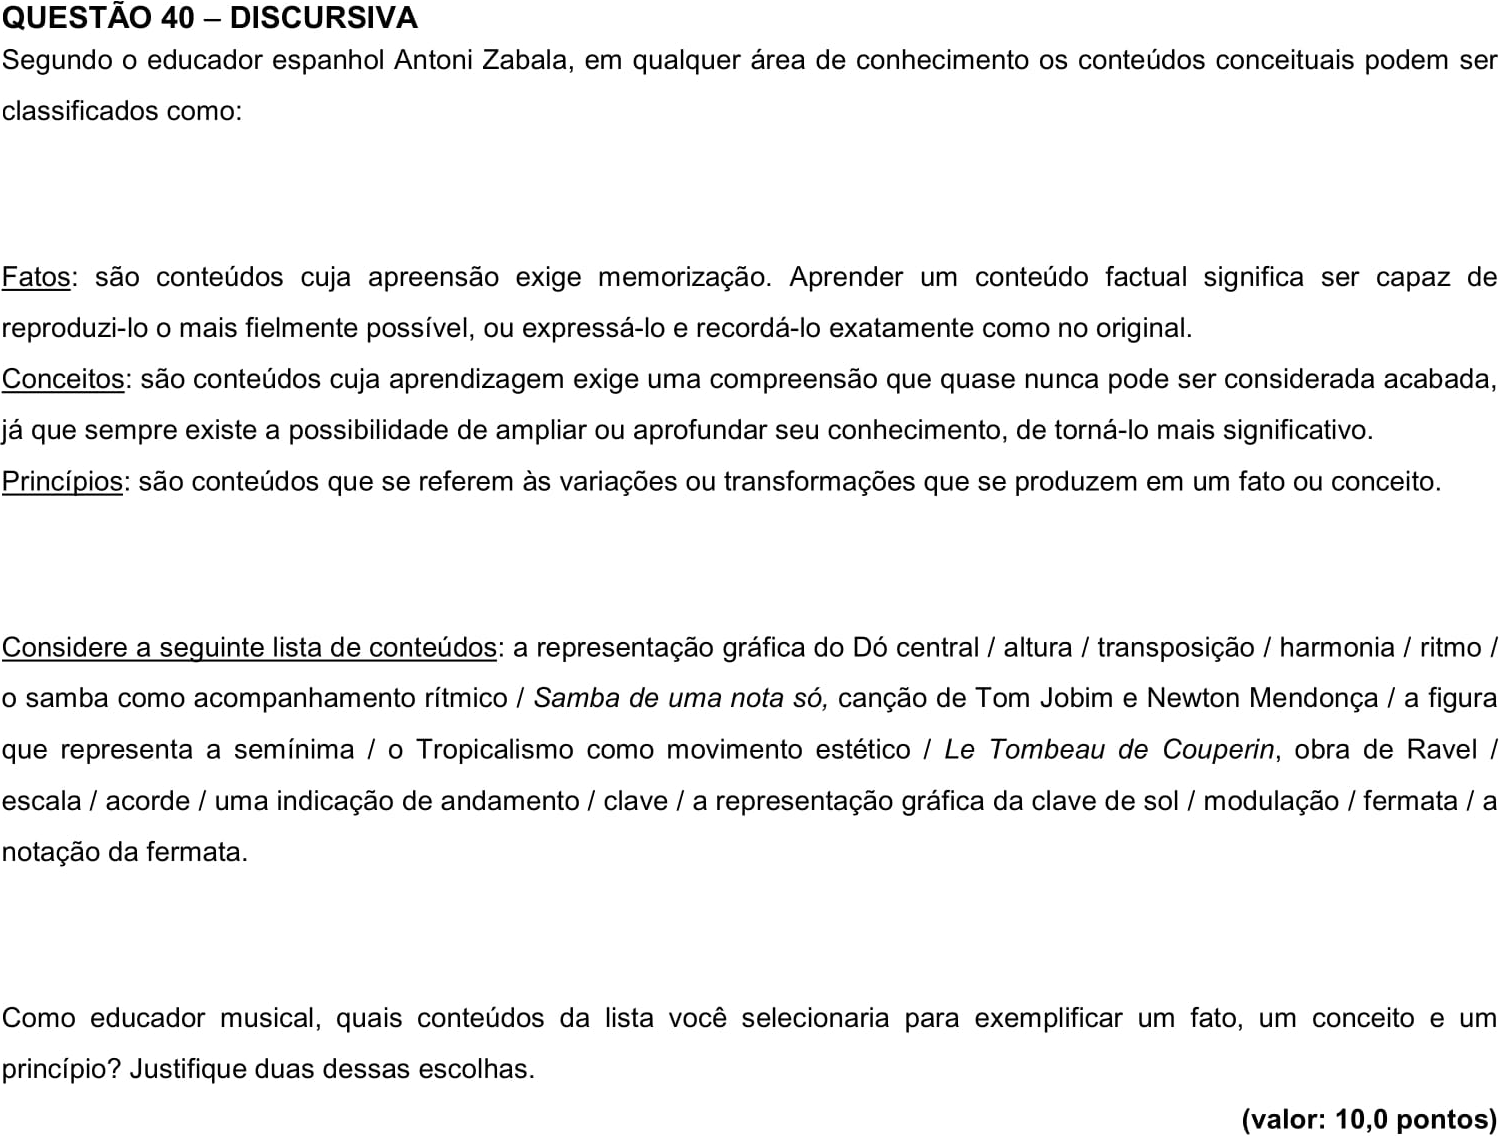 QUESTÃO 40 – DISCURSIVA
Segundo o educador espanhol Antoni Zabala, em qualquer área de conhecimento os conteúdos conceituais podem ser
classificados como:
Fatos: são conteúdos cuja apreensão exige memorização. Aprender um conteúdo factual significa ser capaz de
reproduzi-lo o mais fielmente possível, ou expressá-lo e recordá-lo exatamente como no original.
Conceitos: são conteúdos cuja aprendizagem exige uma compreensão que quase nunca pode ser considerada acabada,
já que sempre existe a possibilidade de ampliar ou aprofundar seu conhecimento, de torná-lo mais significativo.
Princípios: são conteúdos que se referem às variações ou transformações que se produzem em um fato ou conceito.
Considere a seguinte lista de conteúdos: a representação gráfica do Dó central / altura / transposição / harmonia / ritmo /
o samba como acompanhamento rítmico / Samba de uma nota só, canção de Tom Jobim e Newton Mendonça / a figura
que representa a semínima / o Tropicalismo como movimento estético / Le Tombeau de Couperin, obra de Ravel /
escala / acorde / uma indicação de andamento / clave / a representação gráfica da clave de sol / modulação / fermata / a
notação da fermata.
Como educador musical, quais conteúdos da lista você selecionaria para exemplificar um fato, um conceito e um
princípio? Justifique duas dessas escolhas.
(valor: 10,0 pontos)